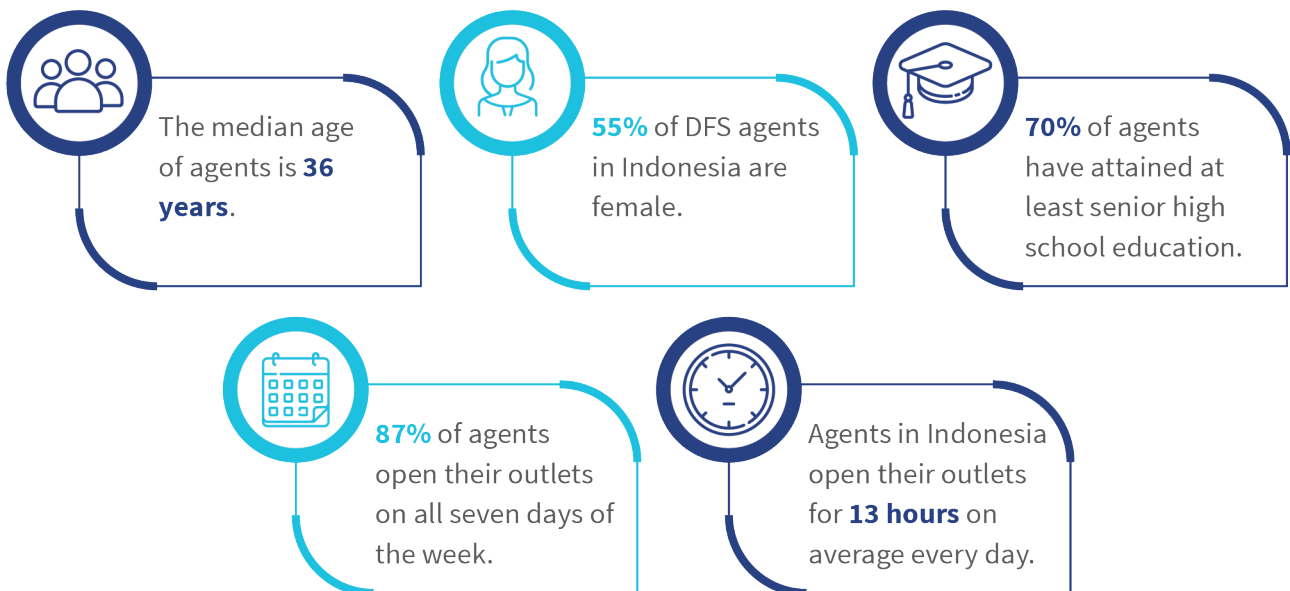 The median age
of agents is 36
years.
55% of DFS agents
in Indonesia are
female.
70% of agents
have attained at
least senior high
school education.
87% of agents
open their outlets
on all seven days of
the week.
Agents in Indonesia
open their outlets
for 13 hours on
average every day.